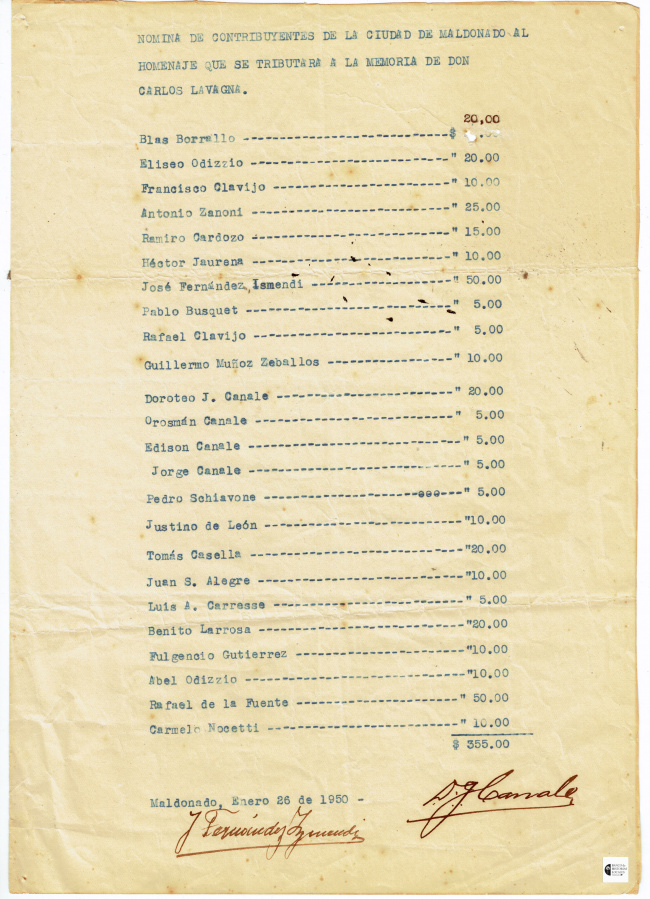 NOMINA DE CONTRIBUYENTES DE LA CIUDAD DE MALDONADO AL
HOMENAJE QUE SE TRIBUTARA A LA MEMORIA DE DON
CARLOS LAVAGNA.
20,00
Blas Borrallo ----------------------------$ .00
Eliseo Odizzio ---------------------------" 20.00
Francisco Clavijo ------------------------" 10.00
Antonio Zanoni ---------------------------" 25.00
Ramiro Cardozo ---------------------------" 15.00
Héctor Jaurena ---------------------------" 10.00
José Fernández Ismendi -------------------" 50.00
Pablo Busquet ----------------------------" 5.00
Rafael Clavijo ---------------------------" 5.00
Guillermo Muñoz Zeballos -----------------" 10.00
Doroteo J. Canale ------------------------" 20.00
Orosmán Canale ---------------------------" 5.00
Edison Canale ----------------------------" 5.00
Jorge Canale -----------------------------" 5.00
Pedro Schiavone ---------------------ooo---" 5.00
Justino de León --------------------------"10.00
Tomás Casella ----------------------------"20.00
Juan S. Alegre ---------------------------"10.00
Luis A. Carresse -------------------------" 5.00
Benito Larrosa ---------------------------"20.00
Fulgencio Gutierrez ----------------------"10.00
Abel Odizzio -----------------------------"10.00
Rafael de la Fuente ----------------------" 50.00
Carmelo Nocetti --------------------------" 10.00
$ 355.00
Maldonado, Enero 26 de 1950 -
D. J. Canale
J Fernández Izmendi